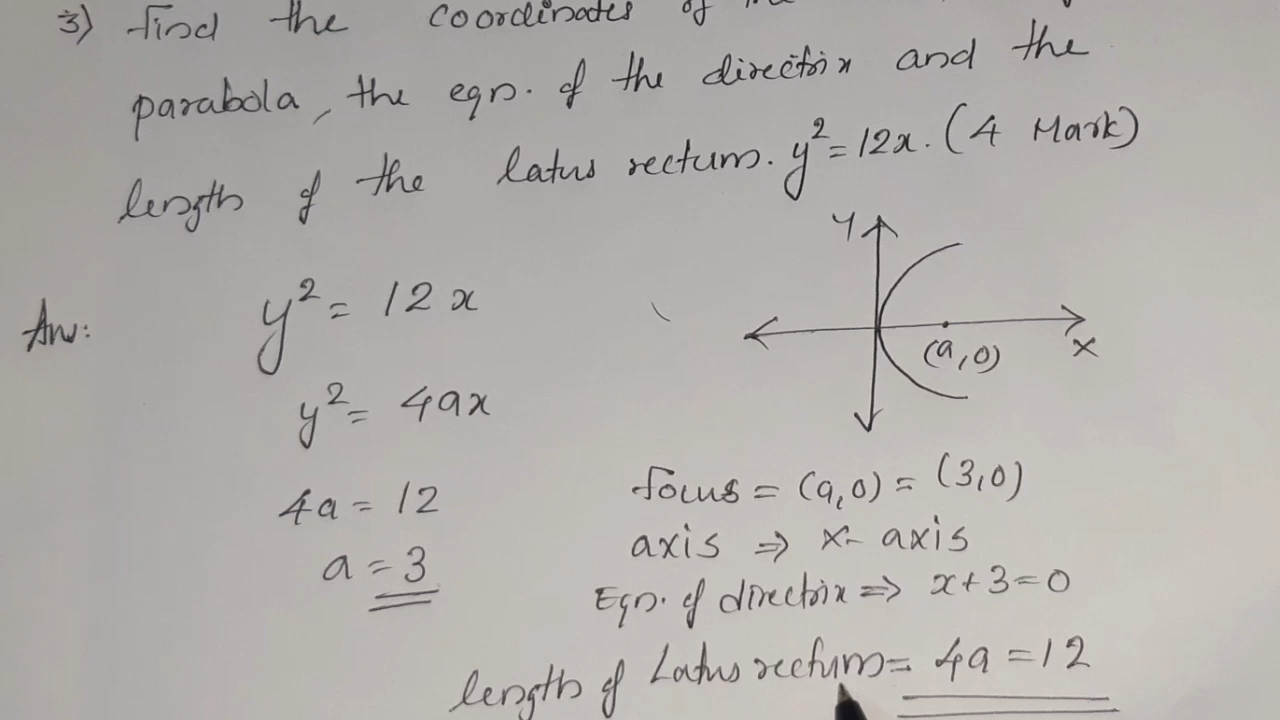 3) find the coordinates of the
parabola, the eqn. of the directrix and the
length of the latus rectum. y²=12x. (4 Mark)
Y
Ans: y² = 12x
(a,0) X
y² = 4ax
4a = 12
focus = (a,0) = (3,0)
a = 3
axis ⇒ x- axis
Eqn. of directrix ⇒ x+3=0
length of Latus rectum = 4a = 12